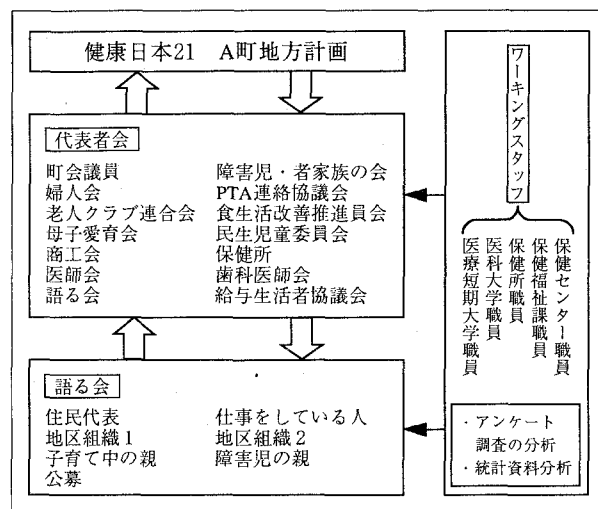 健康日本21 A町地方計画
代表者会
町会議員 障害児・者家族の会
婦人会 PTA連絡協議会
老人クラブ連合会 食生活改善推進員会
母子愛育会 民生児童委員会
商工会 保健所
医師会 歯科医師会
語る会 給与生活者協議会
語る会
住民代表 仕事をしている人
地区組織1 地区組織2
子育て中の親 障害児の親
公募
ワーキングスタッフ
保健センター職員
保健福祉課職員
保健所職員
医科大学職員
医療短期大学職員
・アンケート
調査の分析
・統計資料分析